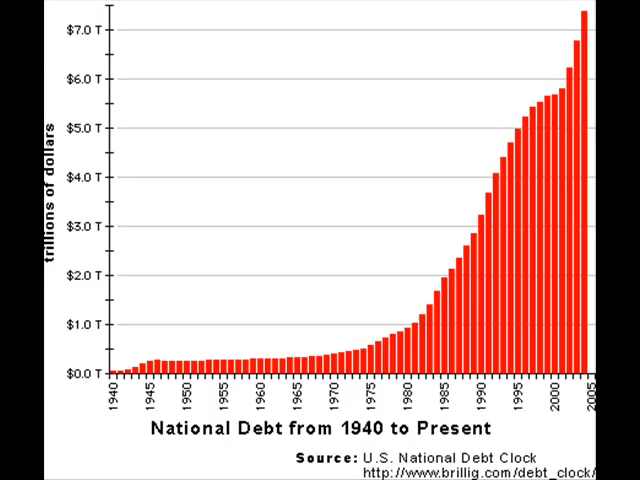 $7.0 T
$6.0 T
$5.0 T
$4.0 T
$3.0 T
$2.0 T
$1.0 T
$0.0 T
trillions of dollars
1940 1945 1950 1955 1960 1965 1970 1975 1980 1985 1990 1995 2000 2005
National Debt from 1940 to Present
Source: U.S. National Debt Clock
http://www.brillig.com/debt_clock/